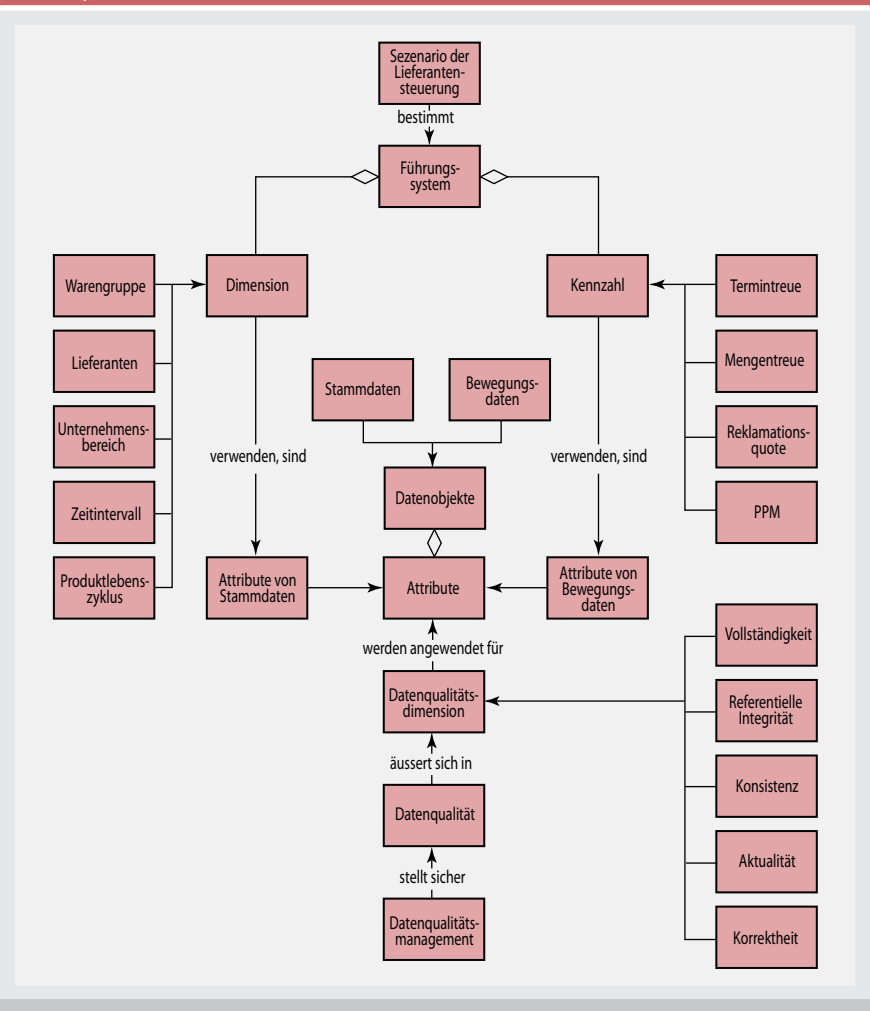 Sezenario der
Lieferanten-
steuerung
bestimmt
Führungs-
system
Warengruppe
Dimension
Kennzahl
Termintreue
Lieferanten
Stammdaten
Bewegungs-
daten
Mengentreue
Unternehmens-
bereich
verwenden, sind
verwenden, sind
Reklamations-
quote
Zeitintervall
Datenobjekte
PPM
Produktlebens-
zyklus
Attribute von
Stammdaten
Attribute
Attribute von
Bewegungs-
daten
werden angewendet für
Vollständigkeit
Datenqualitäts-
dimension
Referentielle
Integrität
äussert sich in
Konsistenz
Datenqualität
Aktualität
stellt sicher
Datenqualitäts-
management
Korrektheit